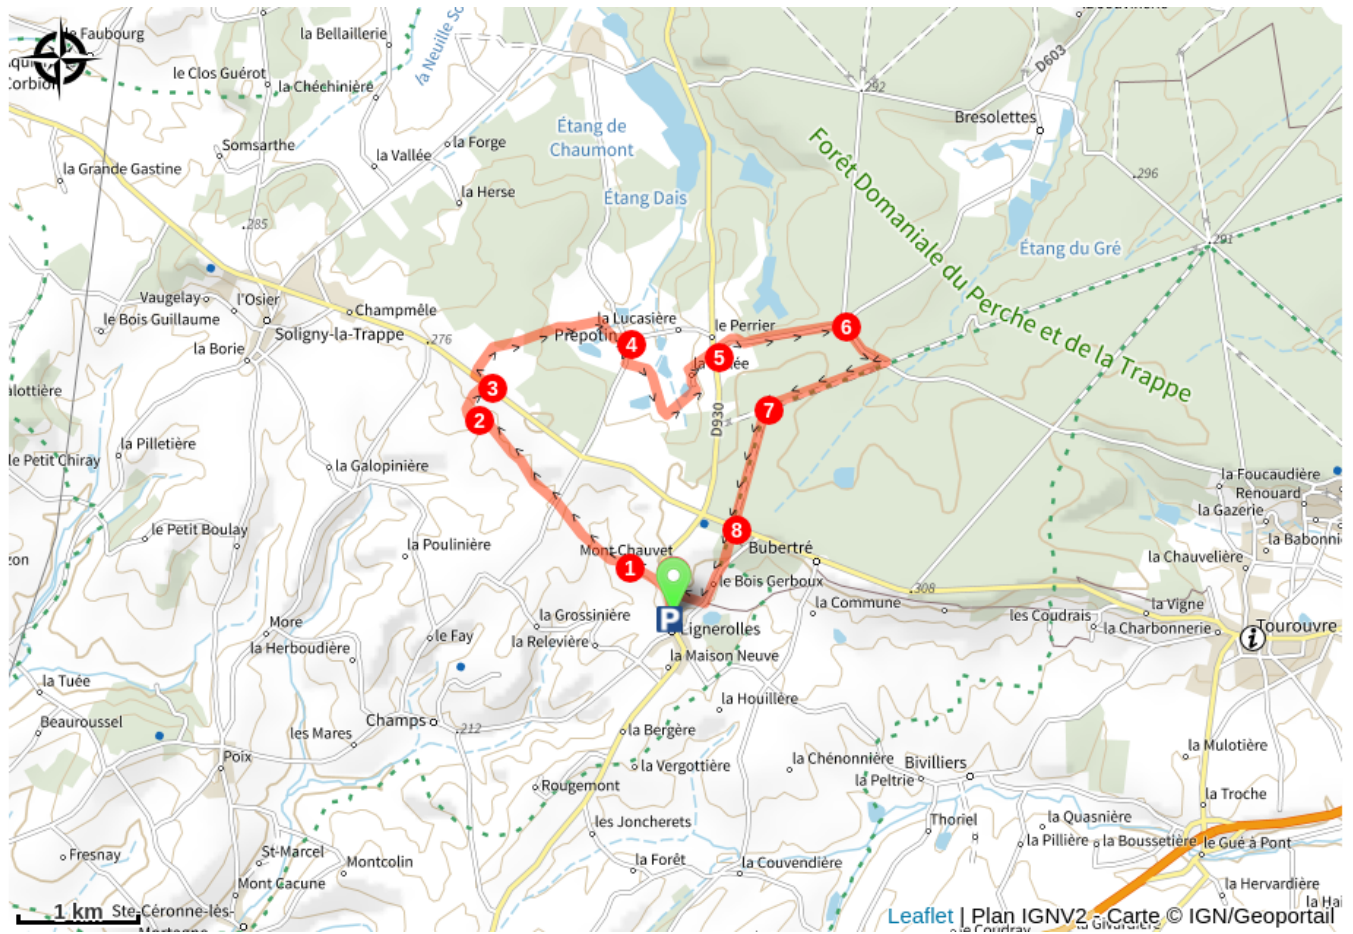 le Faubourg
la Bellaillerie
la Neuille
D603
le Clos Guérot
la Chéchinière
292
Bresolettes
Étang de
Chaumont
Somsarthe
la Forge
la Vallée
la Grande Gastine
la Herse
Étang Dais
296
Forêt Domaniale du Perche et de la Trappe
285
291
Étang du Gré
Vaugelay
l'Osier
le Bois Guillaume
Champmêle
Soligny-la-Trappe
276
la Borie
la Lucasière
le Perrier
Prépotin
4
5
6
3
2
7
D930
la Pilletière
le Petit Chiray
la Galopinière
la Foucaudière
Renouard
la Gazerie
le Petit Boulay
la Poulinière
8
Bubertré
Mont Chauvet
1
la Chauvelière
le Bois Gerboux
308
la Grossinière
la Commune
les Coudrais
la Vigne
la Charbonnerie
Tourouvre
i
P
Lignerolles
More
le Fay
la Relevière
la Herboudière
la Maison Neuve
la Tuée
la Houillère
Beauroussel
Champs
212
les Mares
la Bergère
Poix
la Vergottière
la Chénonnière
Bivilliers
la Peltrie
la Mulotière
Rougemont
la Troche
les Joncherets
Thoriel
la Quasnière
la Pillière
la Boussetière
le Gué à Pont
Fresnay
St-Marcel
Montcolin
la Forêt
la Couvendière
Mont Cacune
la Hervardière
1 km
Ste-Céronne-lès-
Mortagne
Leaflet | Plan IGNV2 - Carte © IGN/Geoportail
le Coudray